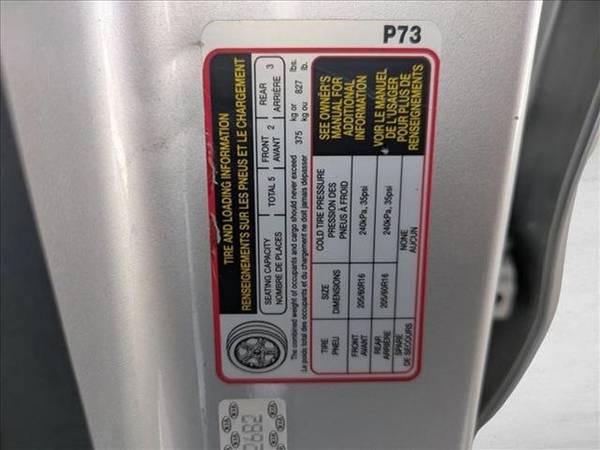 P73
TIRE AND LOADING INFORMATION
RENSEIGNEMENTS SUR LES PNEUS ET LE CHARGEMENT
SEATING CAPACITY
NOMBRE DE PLACES
TOTAL 5
FRONT
AVANT
2
REAR
ARRIÈRE
3
The combined weight of occupants and cargo should never exceed
Le poids total des occupants et du chargement ne doit jamais dépasser
375
kg or
kg ou
827
lbs.
lb.
TIRE
PNEU
SIZE
DIMENSIONS
COLD TIRE PRESSURE
PRESSION DES
PNEUS À FROID
FRONT
AVANT
205/60R16
240kPa, 35psi
REAR
ARRIÈRE
205/60R16
240kPa, 35psi
SPARE
DE SECOURS
NONE
AUCUN
SEE OWNER'S
MANUAL FOR
ADDITIONAL
INFORMATION
VOIR LE MANUEL
DE L'USAGER
POUR PLUS DE
RENSEIGNEMENTS
KIA